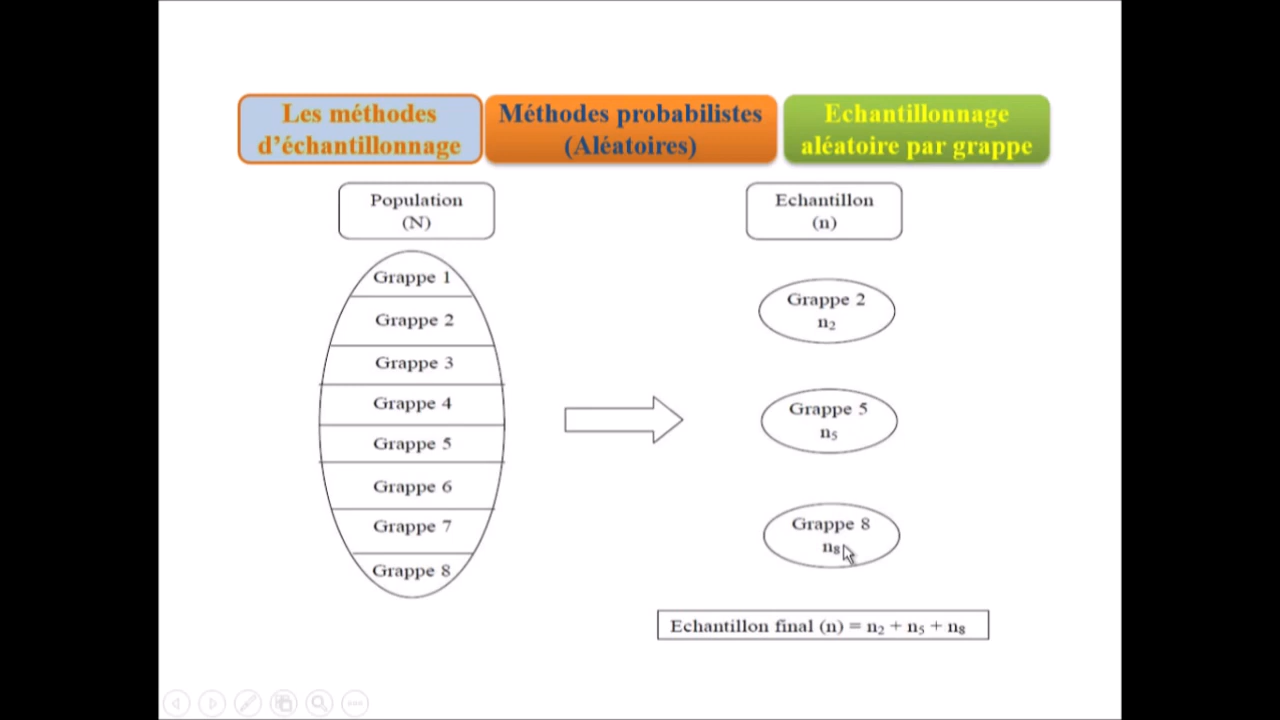 Les méthodes
d'échantillonnage
Méthodes probabilistes
(Aléatoires)
Echantillonnage
aléatoire par grappe
Population
(N)
Echantillon
(n)
Grappe 1
Grappe 2
Grappe 3
Grappe 4
Grappe 5
Grappe 6
Grappe 7
Grappe 8
Grappe 2
n₂
Grappe 5
n₅
Grappe 8
n₈
Echantillon final (n) = n₂ + n₅ + n₈